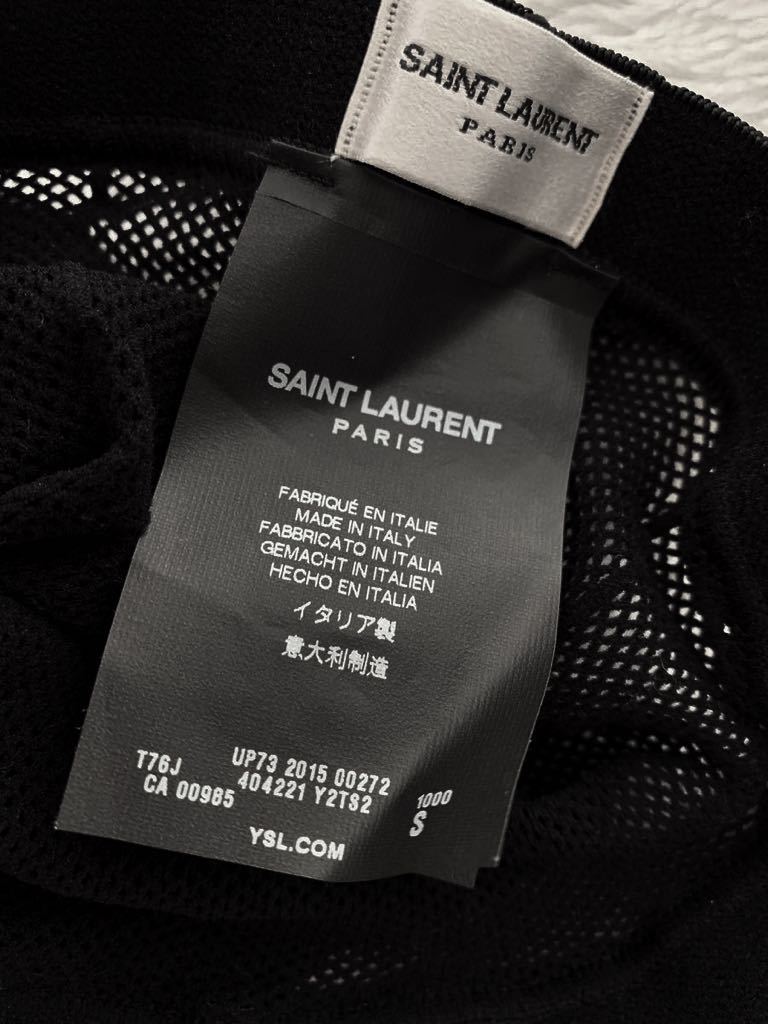 SAINT LAURENT
PARIS
SAINT LAURENT
PARIS
FABRIQUÉ EN ITALIE
MADE IN ITALY
FABBRICATO IN ITALIA
GEMACHT IN ITALIEN
HECHO EN ITALIA
イタリア製
意大利制造
T76J UP73 2015 00272
CA 00985 404221 Y2TS2 1000
S
YSL.COM